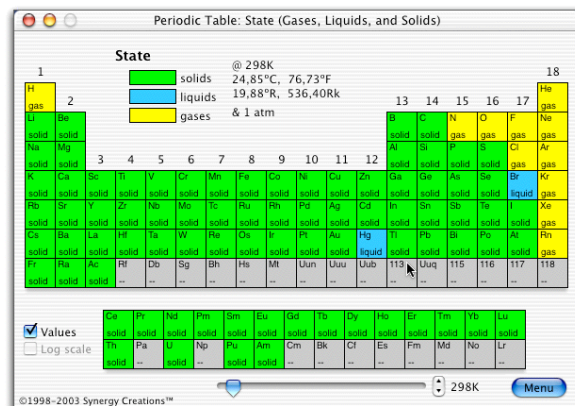 Periodic Table: State (Gases, Liquids, and Solids)
State
solids
liquids
gases
@ 298K
24,85°C, 76,73°F
19,88°R, 536,40Rk
& 1 atm
1 18
H He
gas gas
2 13 14 15 16 17
Li Be B C N O F Ne
solid solid solid solid gas gas gas gas
Na Mg Al Si P S Cl Ar
solid solid solid solid solid solid gas gas
3 4 5 6 7 8 9 10 11 12
K Ca Sc Ti V Cr Mn Fe Co Ni Cu Zn Ga Ge As Se Br Kr
solid solid solid solid solid solid solid solid solid solid solid solid solid solid solid solid liquid gas
Rb Sr Y Zr Nb Mo Tc Ru Rh Pd Ag Cd In Sn Sb Te I Xe
solid solid solid solid solid solid solid solid solid solid solid solid solid solid solid solid solid gas
Cs Ba La Hf Ta W Re Os Ir Pt Au Hg Tl Pb Bi Po At Rn
solid solid solid solid solid solid solid solid solid solid solid liquid solid solid solid solid solid gas
Fr Ra Ac Rf Db Sg Bh Hs Mt Uun Uuu Uub 113 Uuq 115 116 117 118
solid solid solid -- -- -- -- -- -- -- -- -- -- -- -- -- -- --
Ce Pr Nd Pm Sm Eu Gd Tb Dy Ho Er Tm Yb Lu
solid solid solid solid solid solid solid solid solid solid solid solid solid solid
Th Pa U Np Pu Am Cm Bk Cf Es Fm Md No Lr
solid -- solid -- solid solid -- -- -- -- -- -- -- --
Values
Log scale
298K
Menu
©1998-2003 Synergy Creations™